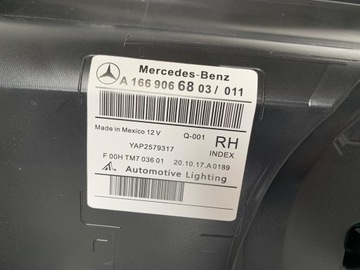 Mercedes-Benz
A 166 906 68 03 / 011
Made in Mexico 12 V
Q-001
RH
YAP2579317
INDEX
F 00H TM7 036 01
20.10.17.A0189
Automotive Lighting